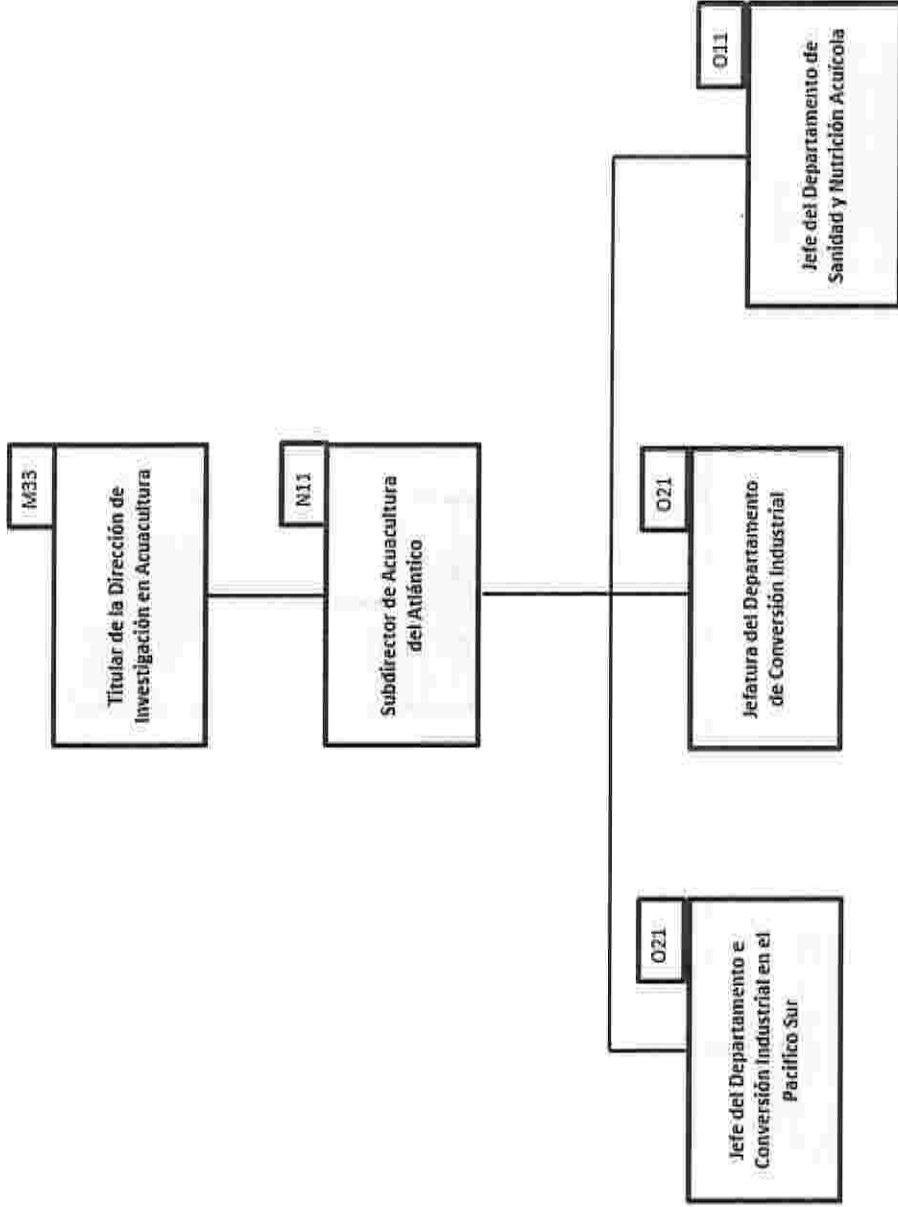 M33
Titular de la Dirección de
Investigación en Acuacultura
N11
Subdirector de Acuacultura
del Atlántico
O21
Jefe del Departamento e
Conversión Industrial en el
Pacifico Sur
O21
Jefatura del Departamento
de Conversión Industrial
O11
Jefe del Departamento de
Sanidad y Nutrición Acuícola